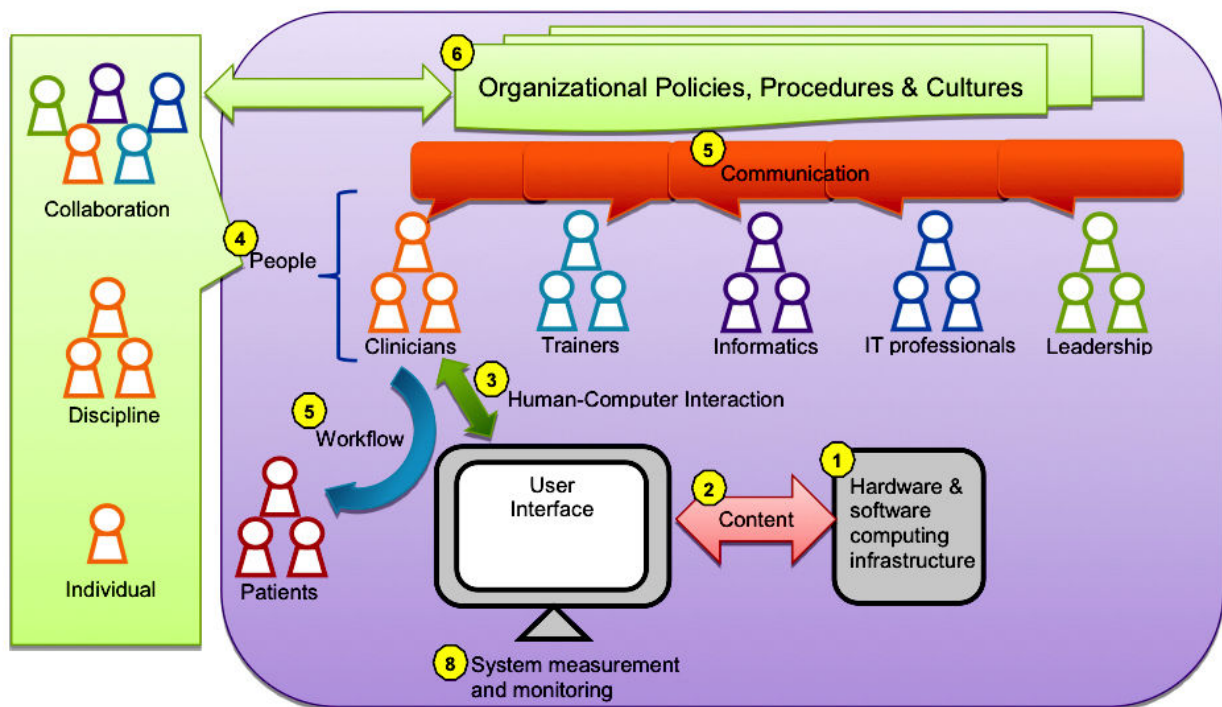 6
Organizational Policies, Procedures & Cultures
5
Communication
Collaboration
4
People
Clinicians
Trainers
Informatics
IT professionals
Leadership
Discipline
3
Human-Computer Interaction
5
Workflow
User
Interface
2
Content
1
Hardware &
software
computing
infrastructure
Individual
Patients
8
System measurement
and monitoring